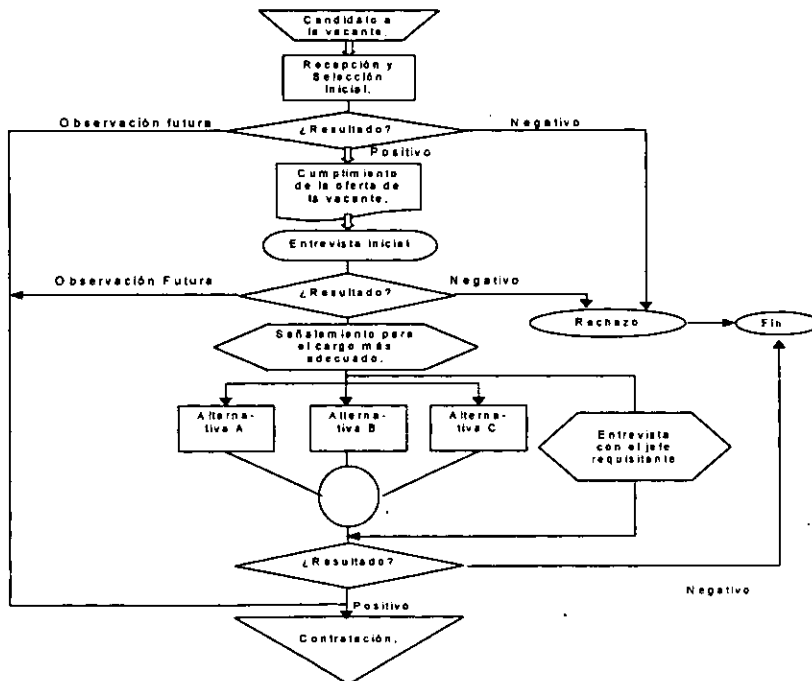 Candidato a
la vacante.
Recepción y
Selección
Inicial.
Observación futura
¿Resultado?
Negativo
Positivo
Cumplimiento
de la oferta de
la vacante.
Entrevista Inicial
Observación Futura
¿Resultado?
Negativo
Rechazo
Fin
Señalamiento para
el cargo más
adecuado.
Alterna-
tiva A
Alterna-
tiva B
Alterna-
tiva C
Entrevista
con el jefe
requisitante
¿Resultado?
Negativo
Positivo
Contratación.